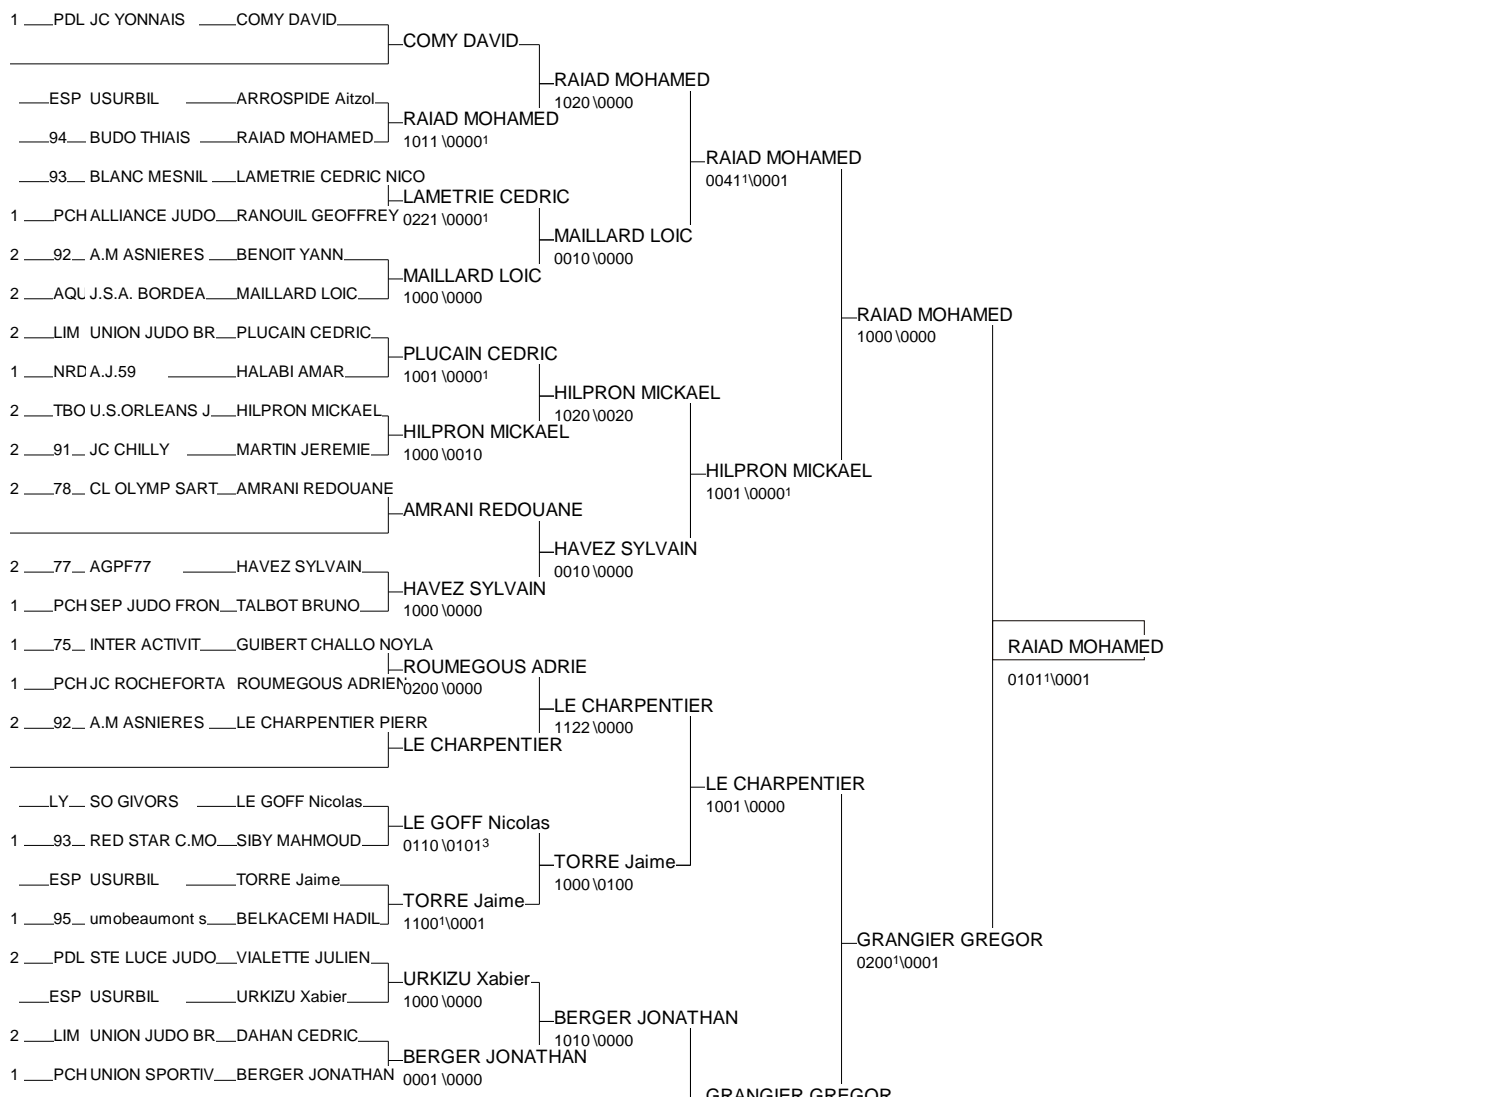 1 PDL JC YONNAIS COMY DAVID
COMY DAVID
RAIAD MOHAMED
1020 \0000
ESP USURBIL ARROSPIDE Aitzol
RAIAD MOHAMED
1011 \0000¹
94 BUDO THIAIS RAIAD MOHAMED
RAIAD MOHAMED
0041¹\0001
93 BLANC MESNIL LAMETRIE CEDRIC NICO
LAMETRIE CEDRIC
0221 \0000¹
1 PCH ALLIANCE JUDO RANOUIL GEOFFREY
MAILLARD LOIC
0010 \0000
2 92 A.M ASNIERES BENOIT YANN
MAILLARD LOIC
1000 \0000
2 AQU J.S.A. BORDEA MAILLARD LOIC
RAIAD MOHAMED
1000 \0000
2 LIM UNION JUDO BR PLUCAIN CEDRIC
PLUCAIN CEDRIC
1001 \0000¹
1 NRD A.J.59 HALABI AMAR
HILPRON MICKAEL
1020 \0020
2 TBO U.S.ORLEANS J HILPRON MICKAEL
HILPRON MICKAEL
1000 \0010
2 91 JC CHILLY MARTIN JEREMIE
HILPRON MICKAEL
1001 \0000¹
2 78 CL OLYMP SART AMRANI REDOUANE
AMRANI REDOUANE
HAVEZ SYLVAIN
0010 \0000
2 77 AGPF77 HAVEZ SYLVAIN
HAVEZ SYLVAIN
1000 \0000
1 PCH SEP JUDO FRON TALBOT BRUNO
RAIAD MOHAMED
0101¹\0001
1 75 INTER ACTIVIT GUIBERT CHALLO NOYLA
ROUMEGOUS ADRIE
0200 \0000
1 PCH JC ROCHEFORTA ROUMEGOUS ADRIEN
LE CHARPENTIER
1122 \0000
2 92 A.M ASNIERES LE CHARPENTIER PIERR
LE CHARPENTIER
LE CHARPENTIER
1001 \0000
LY SO GIVORS LE GOFF Nicolas
LE GOFF Nicolas
0110 \0101³
1 93 RED STAR C.MO SIBY MAHMOUD
TORRE Jaime
1000 \0100
ESP USURBIL TORRE Jaime
TORRE Jaime
1100¹\0001
1 95 umobeaumont s BELKACEMI HADIL
GRANGIER GREGOR
0200¹\0001
2 PDL STE LUCE JUDO VIALETTE JULIEN
URKIZU Xabier
1000 \0000
ESP USURBIL URKIZU Xabier
BERGER JONATHAN
1010 \0000
2 LIM UNION JUDO BR DAHAN CEDRIC
BERGER JONATHAN
0001 \0000
1 PCH UNION SPORTIV BERGER JONATHAN
GRANGIER GREGOR